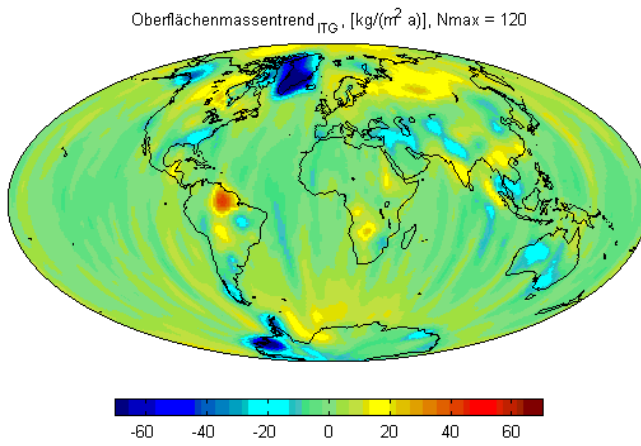 Oberflächenmassentrend ITG , [kg/(m² a)], Nmax = 120
-60 -40 -20 0 20 40 60